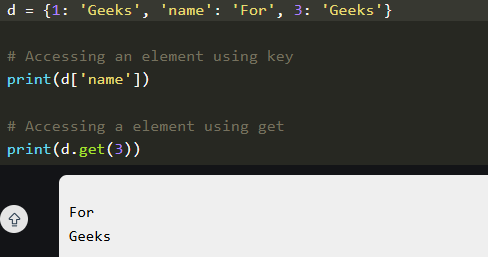 d = {1: 'Geeks', 'name': 'For', 3: 'Geeks'}
# Accessing an element using key
print(d['name'])
# Accessing a element using get
print(d.get(3))
For
Geeks